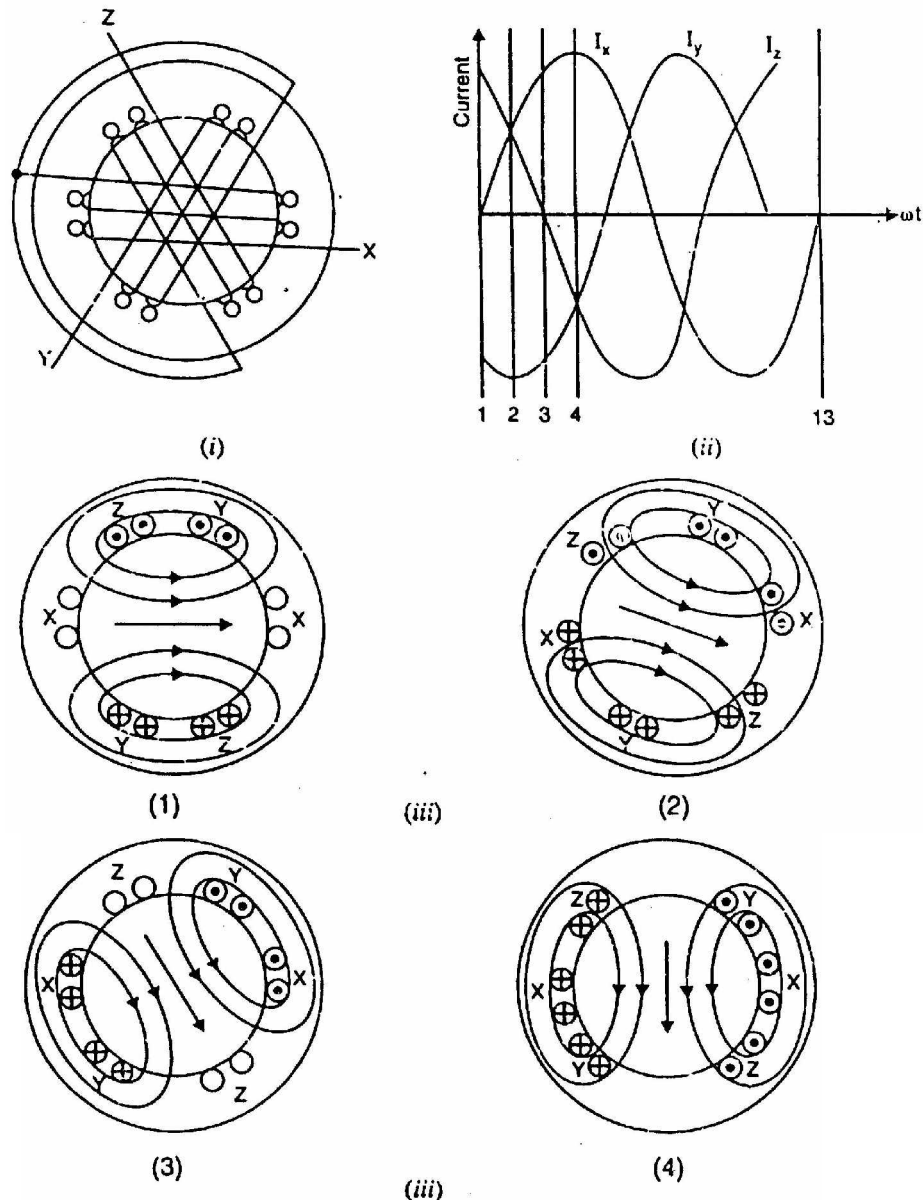 Z
X
Y
(i)
Current
Iₓ
I_y
I_z
ωt
1 2 3 4 13
(ii)
Z Y
X X
Y Z
(1)
Y
Z
X
X
Z
Y
(2)
(iii)
Z Y
X X
Y Z
(3)
Z Y
X X
Y Z
(4)
(iii)